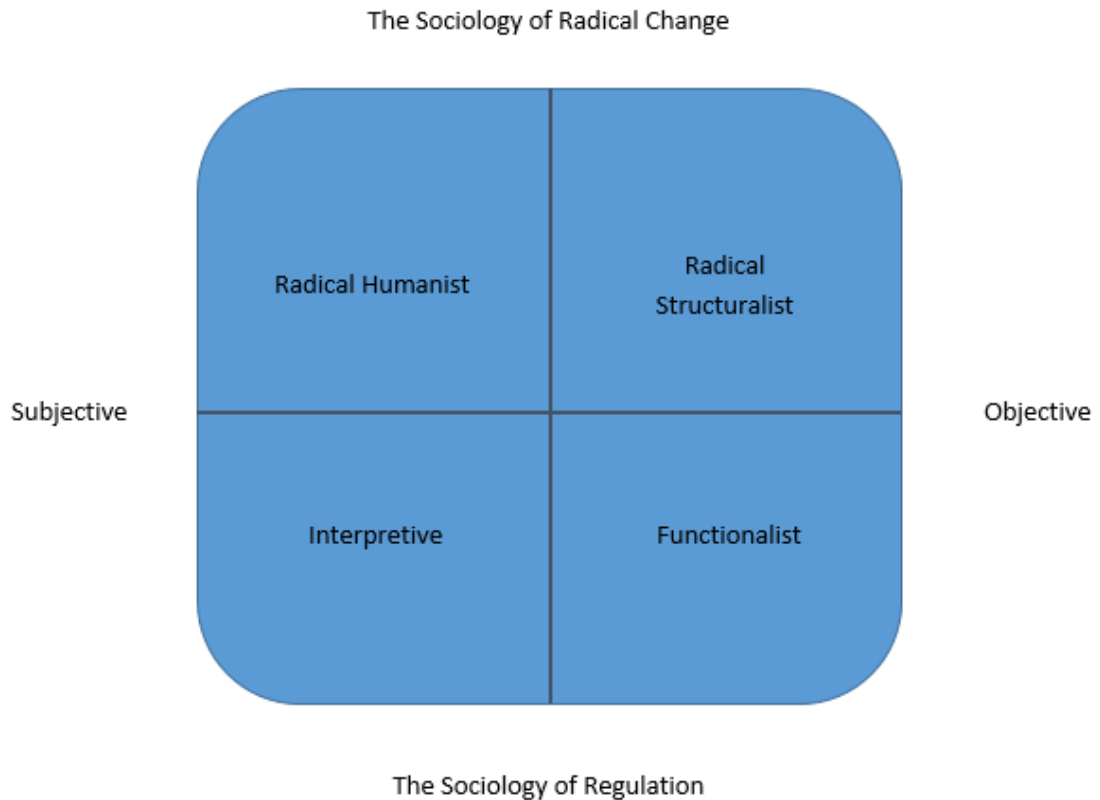 The Sociology of Radical Change
Radical Humanist
Radical
Structuralist
Subjective
Objective
Interpretive
Functionalist
The Sociology of Regulation